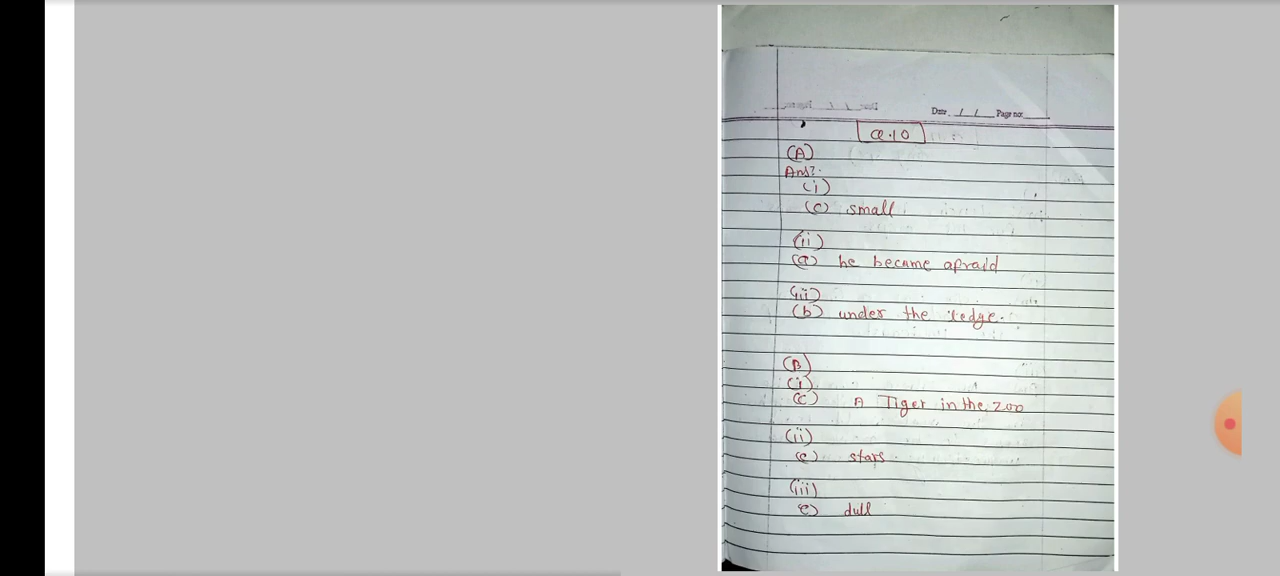 Date / / Page no:
Q.10
(A)
Ans:
(i)
(c) small
(ii)
(a) he became apraid
(iii)
(b) under the ledge.
(B)
(i)
(c) A Tiger in the zoo
(ii)
(c) stars
(iii)
c) dull